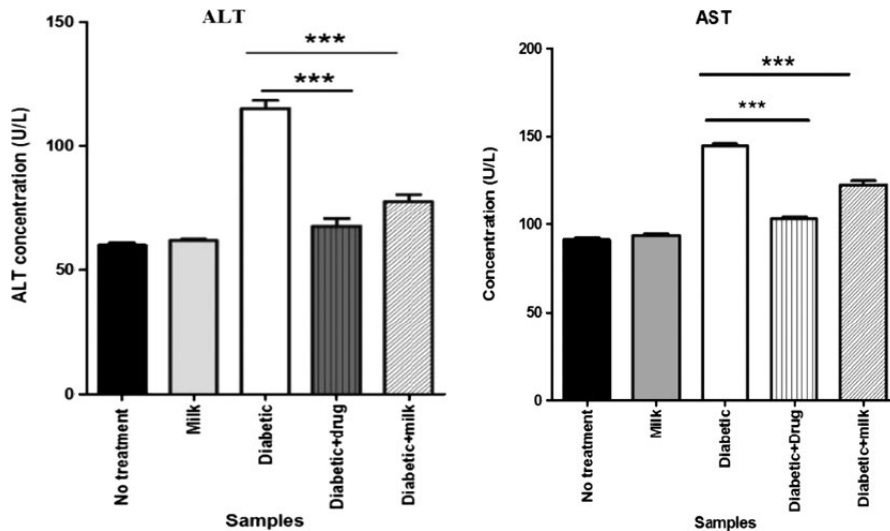 ALT
***
***
ALT concentration (U/L)
150
100
50
0
No treatment
Milk
Diabetic
Diabetic+drug
Diabetic+milk
Samples
AST
***
***
Concentration (U/L)
200
150
100
50
0
No treatment
Milk
Diabetic
Diabetic+Drug
Diabetic+milk
Samples